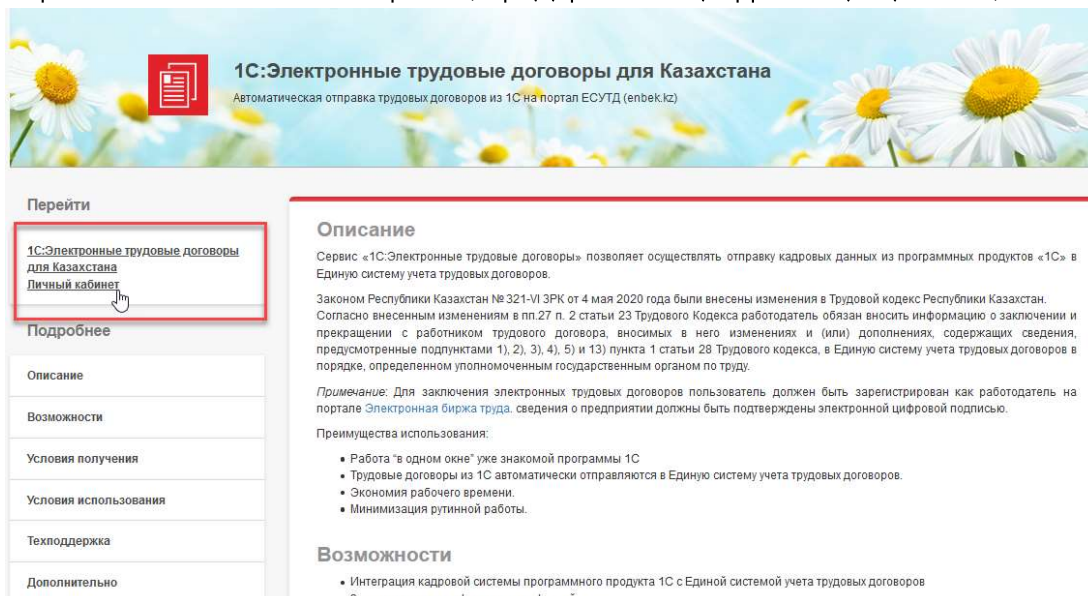 1С:Электронные трудовые договоры для Казахстана
Автоматическая отправка трудовых договоров из 1С на портал ЕСУТД (enbek.kz)
Перейти
1С:Электронные трудовые договоры
для Казахстана
Личный кабинет
Подробнее
Описание
Возможности
Условия получения
Условия использования
Техподдержка
Дополнительно
Описание
Сервис «1С:Электронные трудовые договоры» позволяет осуществлять отправку кадровых данных из программных продуктов «1С» в
Единую систему учета трудовых договоров.
Законом Республики Казахстан № 321-VI ЗРК от 4 мая 2020 года были внесены изменения в Трудовой кодекс Республики Казахстан.
Согласно внесенным изменениям в пп.27 п. 2 статьи 23 Трудового Кодекса работодатель обязан вносить информацию о заключении и
прекращении с работником трудового договора, вносимых в него изменениях и (или) дополнениях, содержащих сведения,
предусмотренные подпунктами 1), 2), 3), 4), 5) и 13) пункта 1 статьи 28 Трудового кодекса, в Единую систему учета трудовых договоров в
порядке, определенном уполномоченным государственным органом по труду.
Примечание: Для заключения электронных трудовых договоров пользователь должен быть зарегистрирован как работодатель на
портале Электронная биржа труда. сведения о предприятии должны быть подтверждены электронной цифровой подписью.
Преимущества использования:
• Работа "в одном окне" уже знакомой программы 1С
• Трудовые договоры из 1С автоматически отправляются в Единую систему учета трудовых договоров.
• Экономия рабочего времени.
• Минимизация рутинной работы.
Возможности
• Интеграция кадровой системы программного продукта 1С с Единой системой учета трудовых договоров